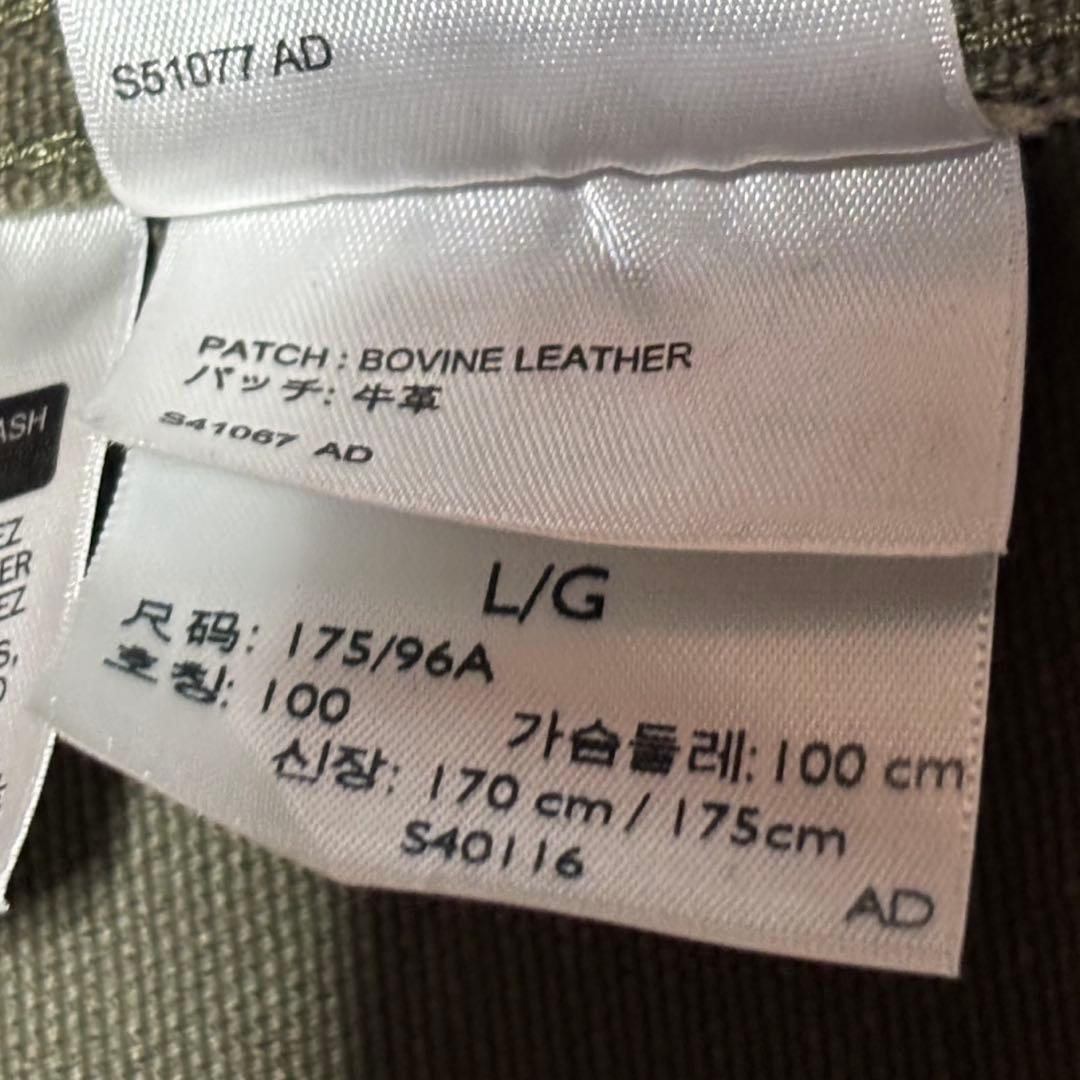 S51077 AD
PATCH : BOVINE LEATHER
パッチ: 牛革
S41067 AD
L/G
尺码: 175/96A
호칭: 100
가슴둘레: 100 cm
신장: 170 cm / 175cm
S40116
AD